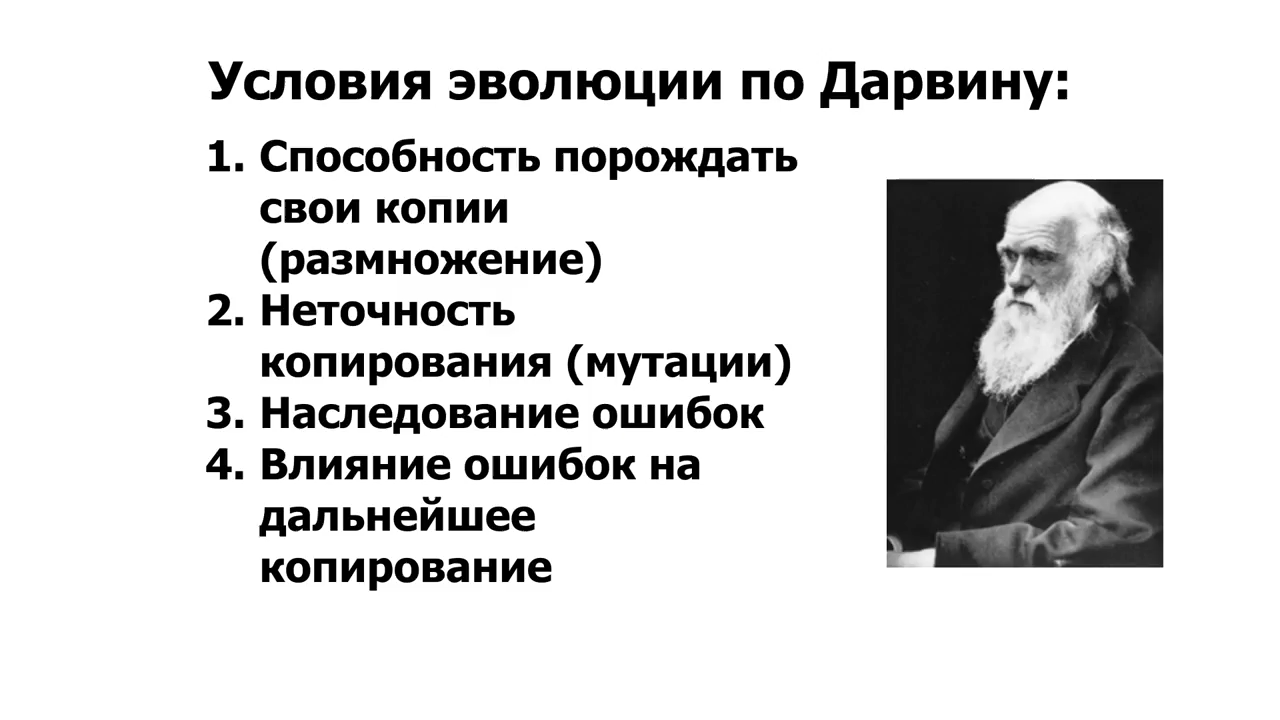 Условия эволюции по Дарвину:
1. Способность порождать
свои копии
(размножение)
2. Неточность
копирования (мутации)
3. Наследование ошибок
4. Влияние ошибок на
дальнейшее
копирование